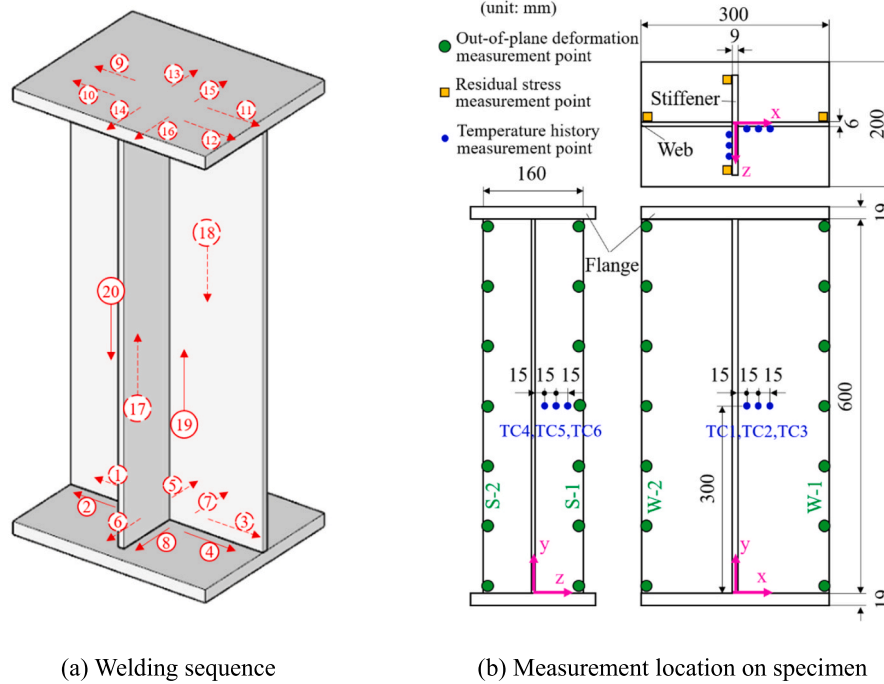 9
13
15
10
11
14
16
12
18
20
17
19
1
5
7
2
3
6
8
4
(a) Welding sequence
(unit: mm)
Out-of-plane deformation
measurement point
Residual stress
measurement point
Temperature history
measurement point
300
9
Stiffener
x
6
200
Web
z
160
19
Flange
15 15 15
15 15 15
TC4,TC5,TC6
TC1,TC2,TC3
600
300
S-2
S-1
W-2
W-1
y
z
y
x
19
(b) Measurement location on specimen